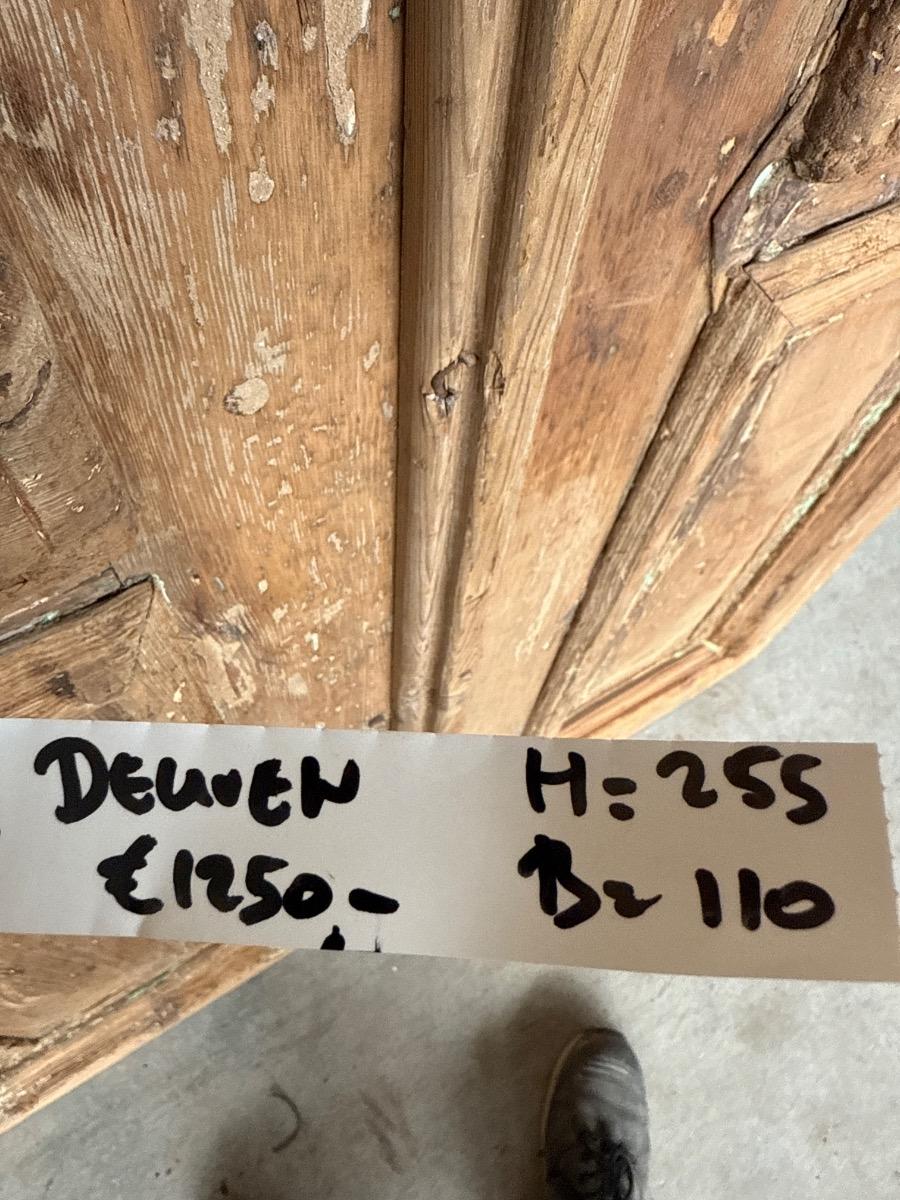 DEUREN H=255
€1250,- B= 110